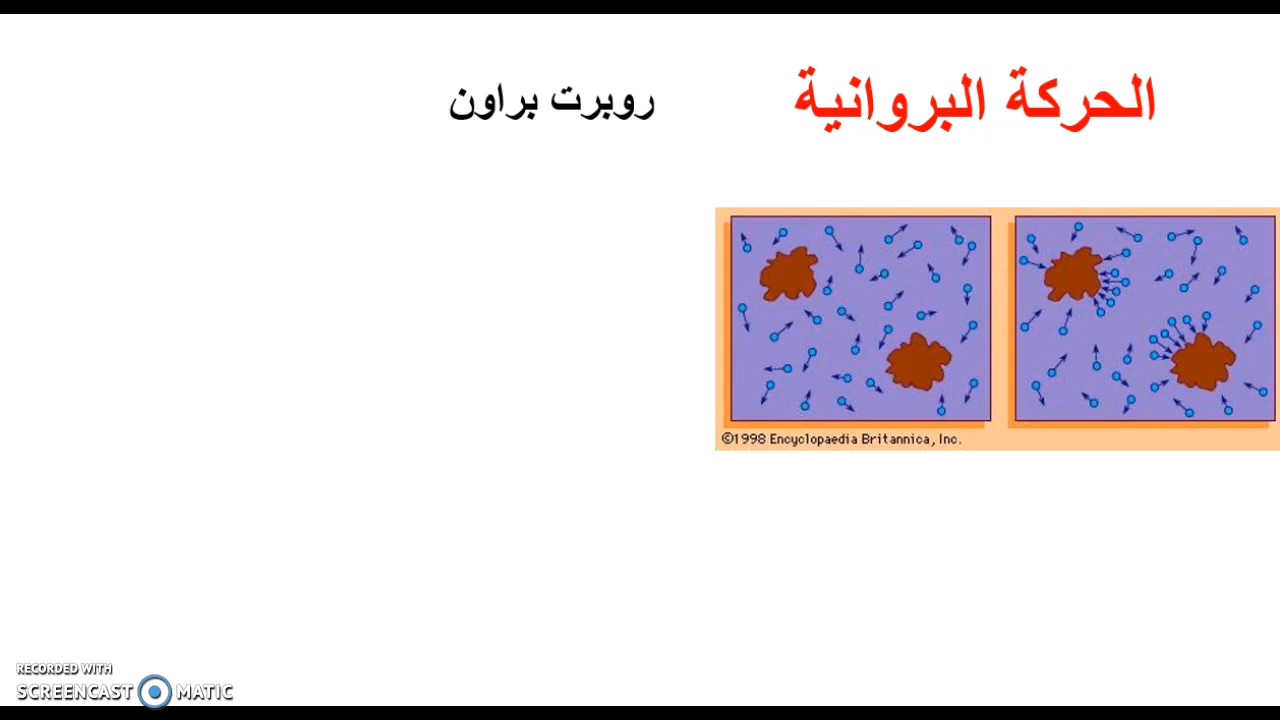 الحركة البروانية
روبرت براون
©1998 Encyclopaedia Britannica, Inc.
RECORDED WITH
SCREENCAST MATIC